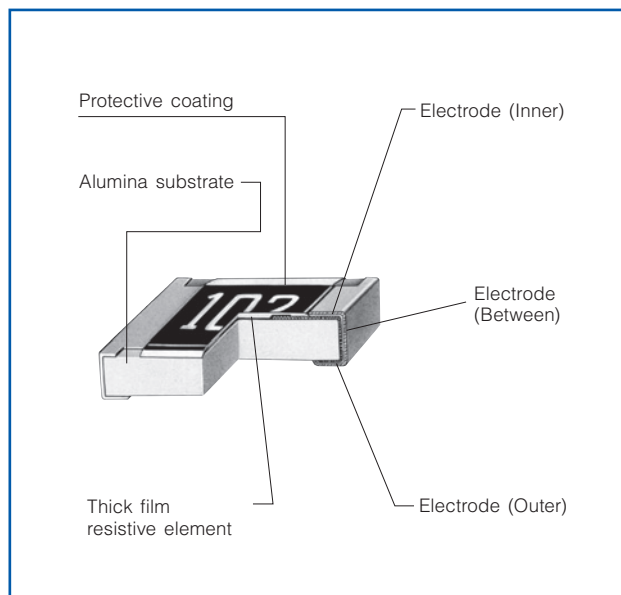 Protective coating
Electrode (Inner)
Alumina substrate
Electrode
(Between)
102
Thick film
resistive element
Electrode (Outer)